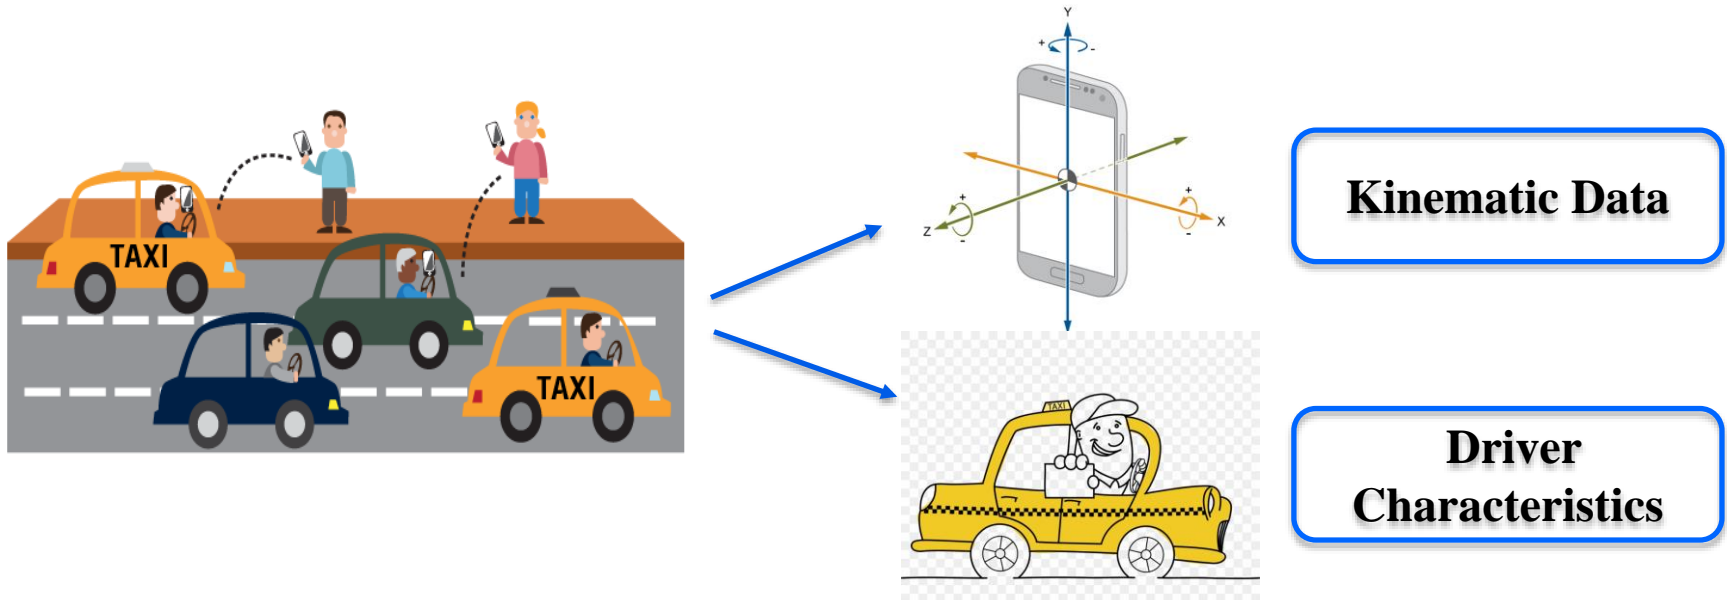 TAXI
TAXI
Y
+ -
+
-
Z
+
-
X
Kinematic Data
TAXI
Driver
Characteristics